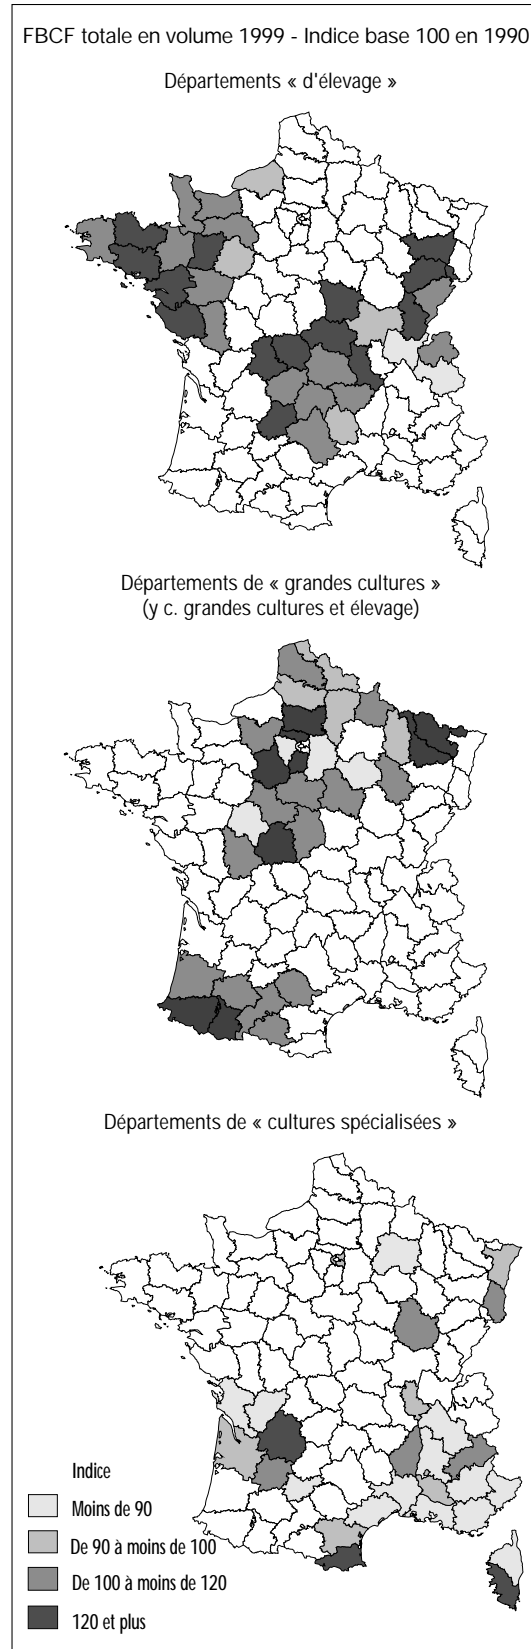 FBCF totale en volume 1999 - Indice base 100 en 1990
Départements « d'élevage »
Départements de « grandes cultures »
(y c. grandes cultures et élevage)
Départements de « cultures spécialisées »
Indice
Moins de 90
De 90 à moins de 100
De 100 à moins de 120
120 et plus